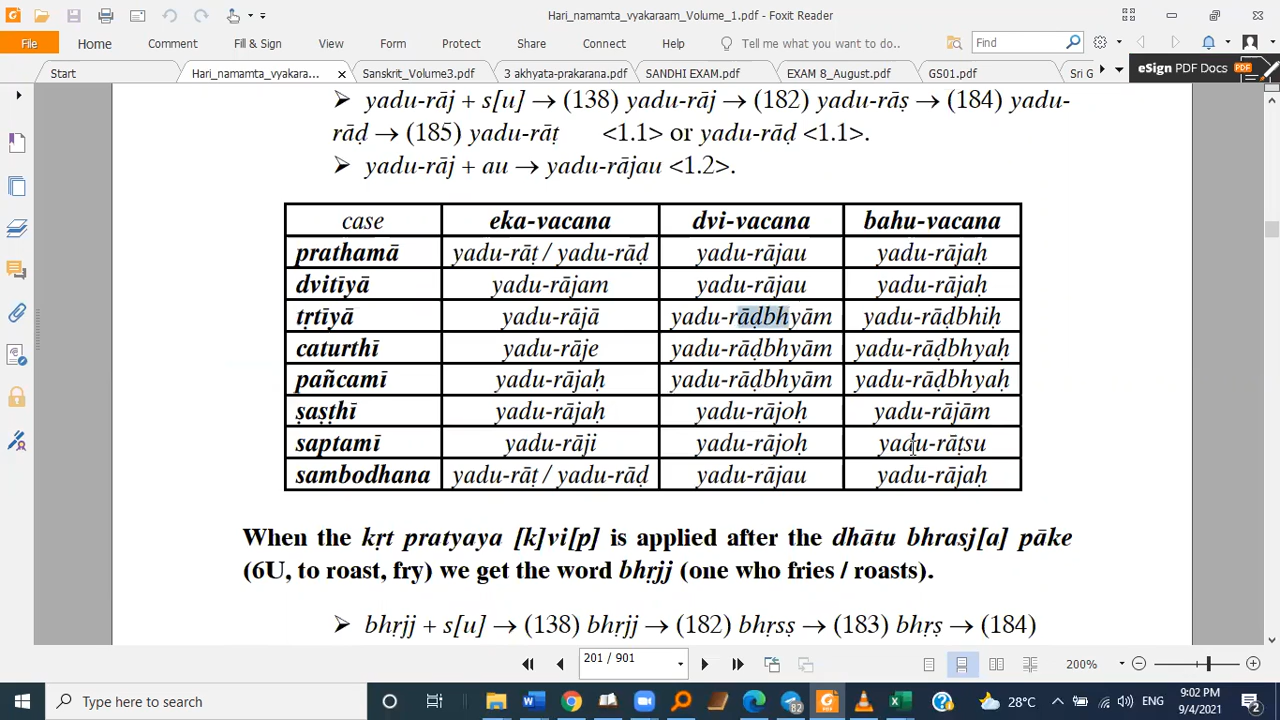 Hari_namamta_vyakaraam_Volume_1.pdf - Foxit Reader
File Home Comment Fill & Sign View Form Protect Share Connect Help Tell me what you want to do.. Find
Start Hari_namamta_vyakara... Sanskrit_Volume3.pdf 3 akhyata-prakarana.pdf SANDHI EXAM.pdf EXAM 8_August.pdf GS01.pdf Sri G eSign PDF Docs PDF
yadu-rāj + s[u] → (138) yadu-rāj → (182) yadu-rāṣ → (184) yadu-
rāḍ → (185) yadu-rāṭ <1.1> or yadu-rāḍ <1.1>.
yadu-rāj + au → yadu-rājau <1.2>.
case eka-vacana dvi-vacana bahu-vacana
prathamā yadu-rāṭ / yadu-rāḍ yadu-rājau yadu-rājaḥ
dvitīyā yadu-rājam yadu-rājau yadu-rājaḥ
tṛtīyā yadu-rājā yadu-rāḍbhyām yadu-rāḍbhiḥ
caturthī yadu-rāje yadu-rāḍbhyām yadu-rāḍbhyaḥ
pañcamī yadu-rājaḥ yadu-rāḍbhyām yadu-rāḍbhyaḥ
ṣaṣṭhī yadu-rājaḥ yadu-rājoḥ yadu-rājām
saptamī yadu-rāji yadu-rājoḥ yadu-rāṭsu
sambodhana yadu-rāṭ / yadu-rāḍ yadu-rājau yadu-rājaḥ
When the kṛt pratyaya [k]vi[p] is applied after the dhātu bhrasj[a] pāke
(6U, to roast, fry) we get the word bhṛjj (one who fries / roasts).
bhṛjj + s[u] → (138) bhṛjj → (182) bhṛsṣ → (183) bhṛṣ → (184)
201 / 901 200%
Type here to search 82 28°C ENG 9:02 PM
9/4/2021 2